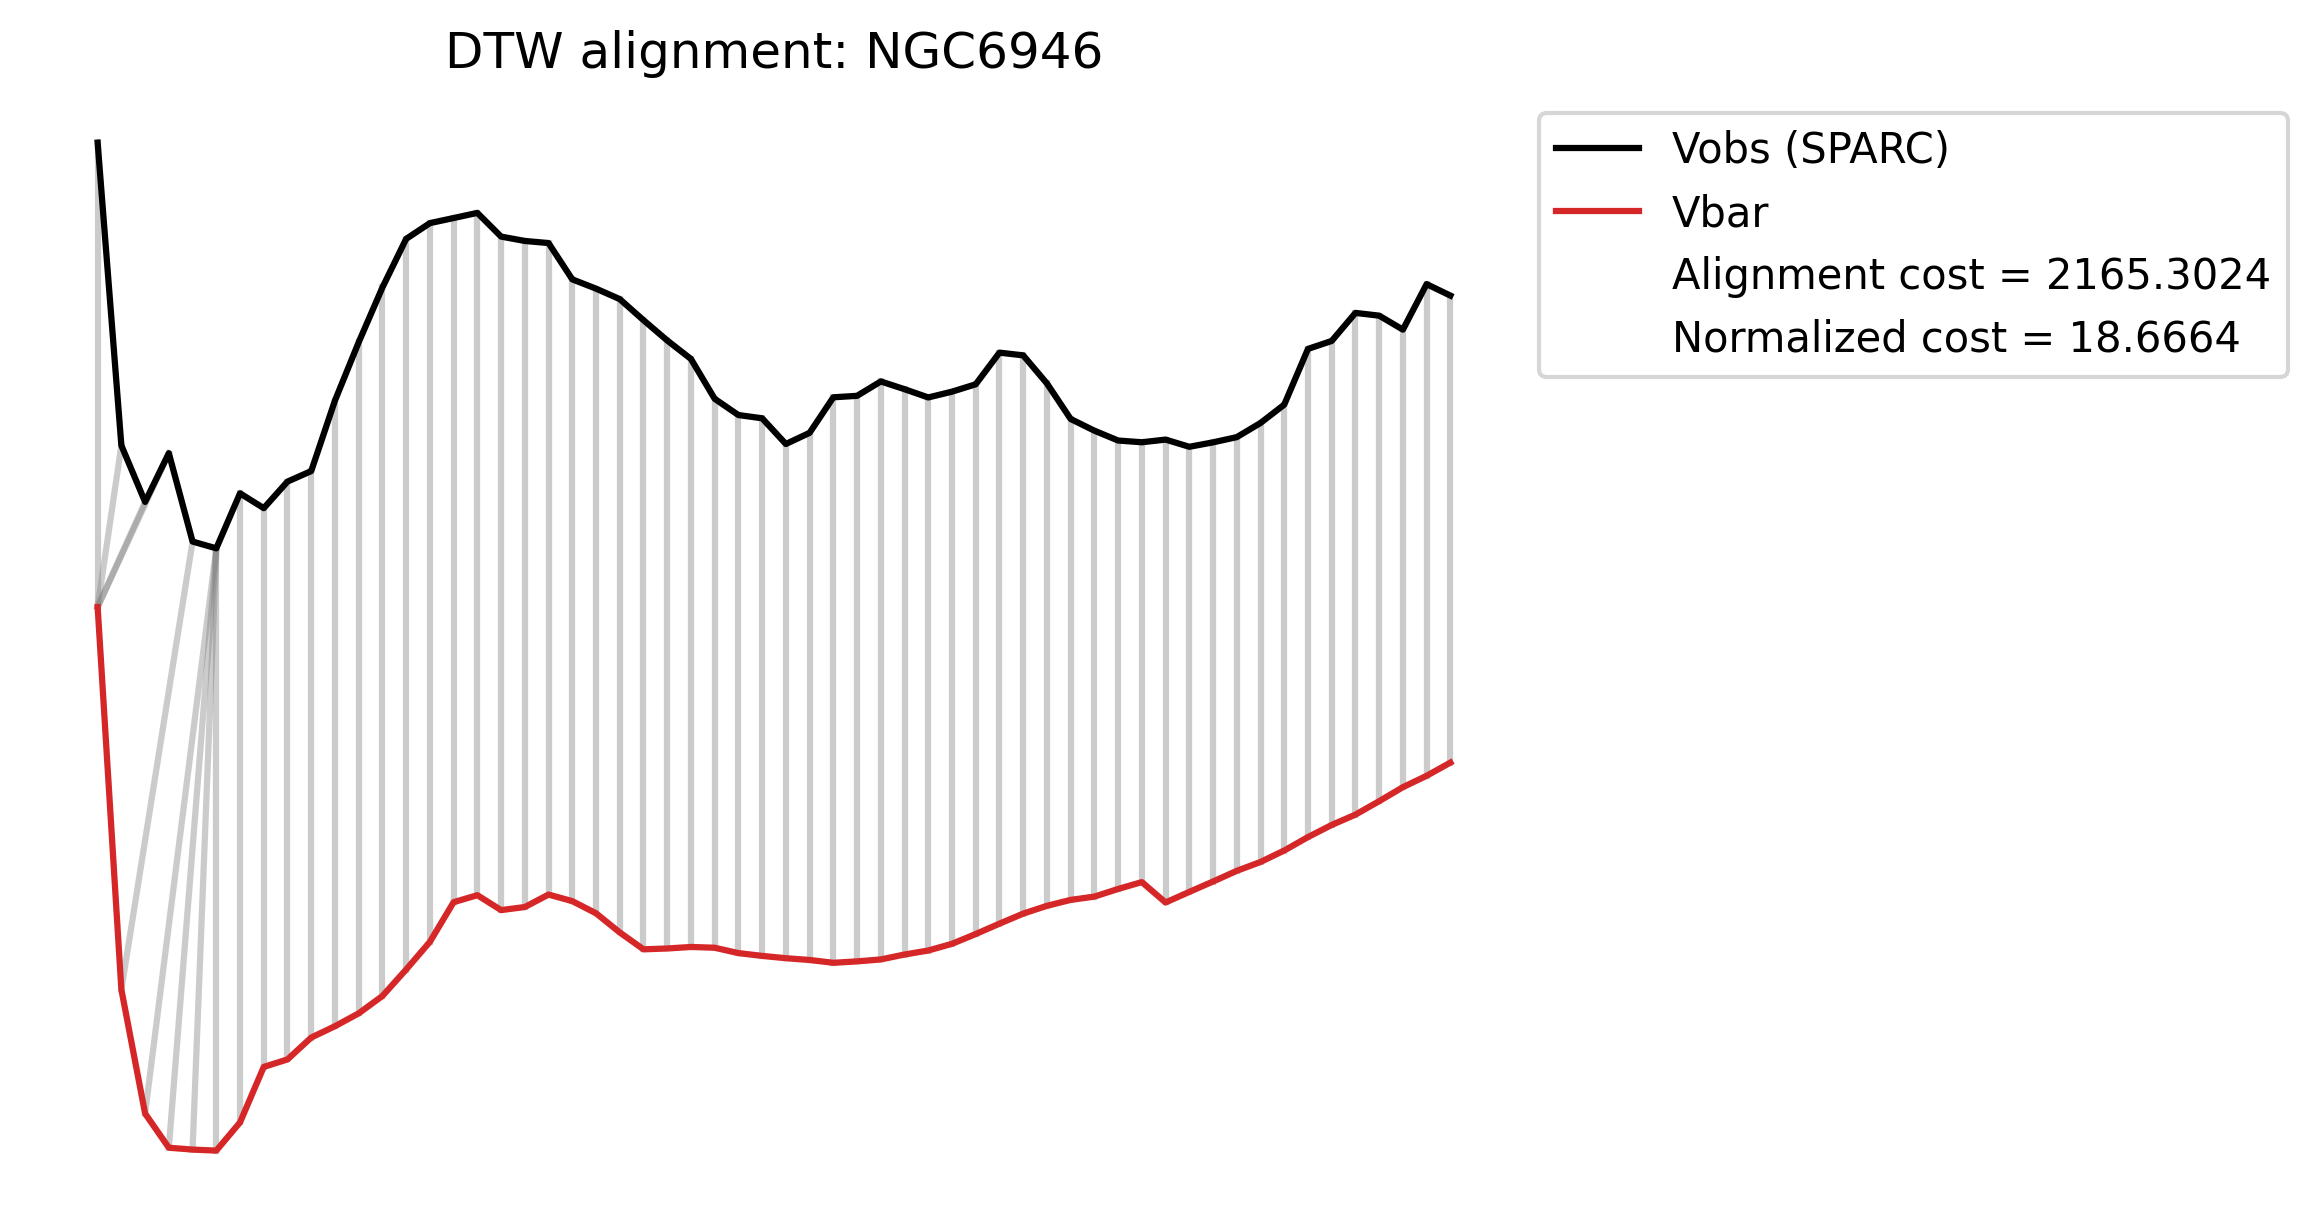 DTW alignment: NGC6946
Vobs (SPARC)
Vbar
Alignment cost = 2165.3024
Normalized cost = 18.6664